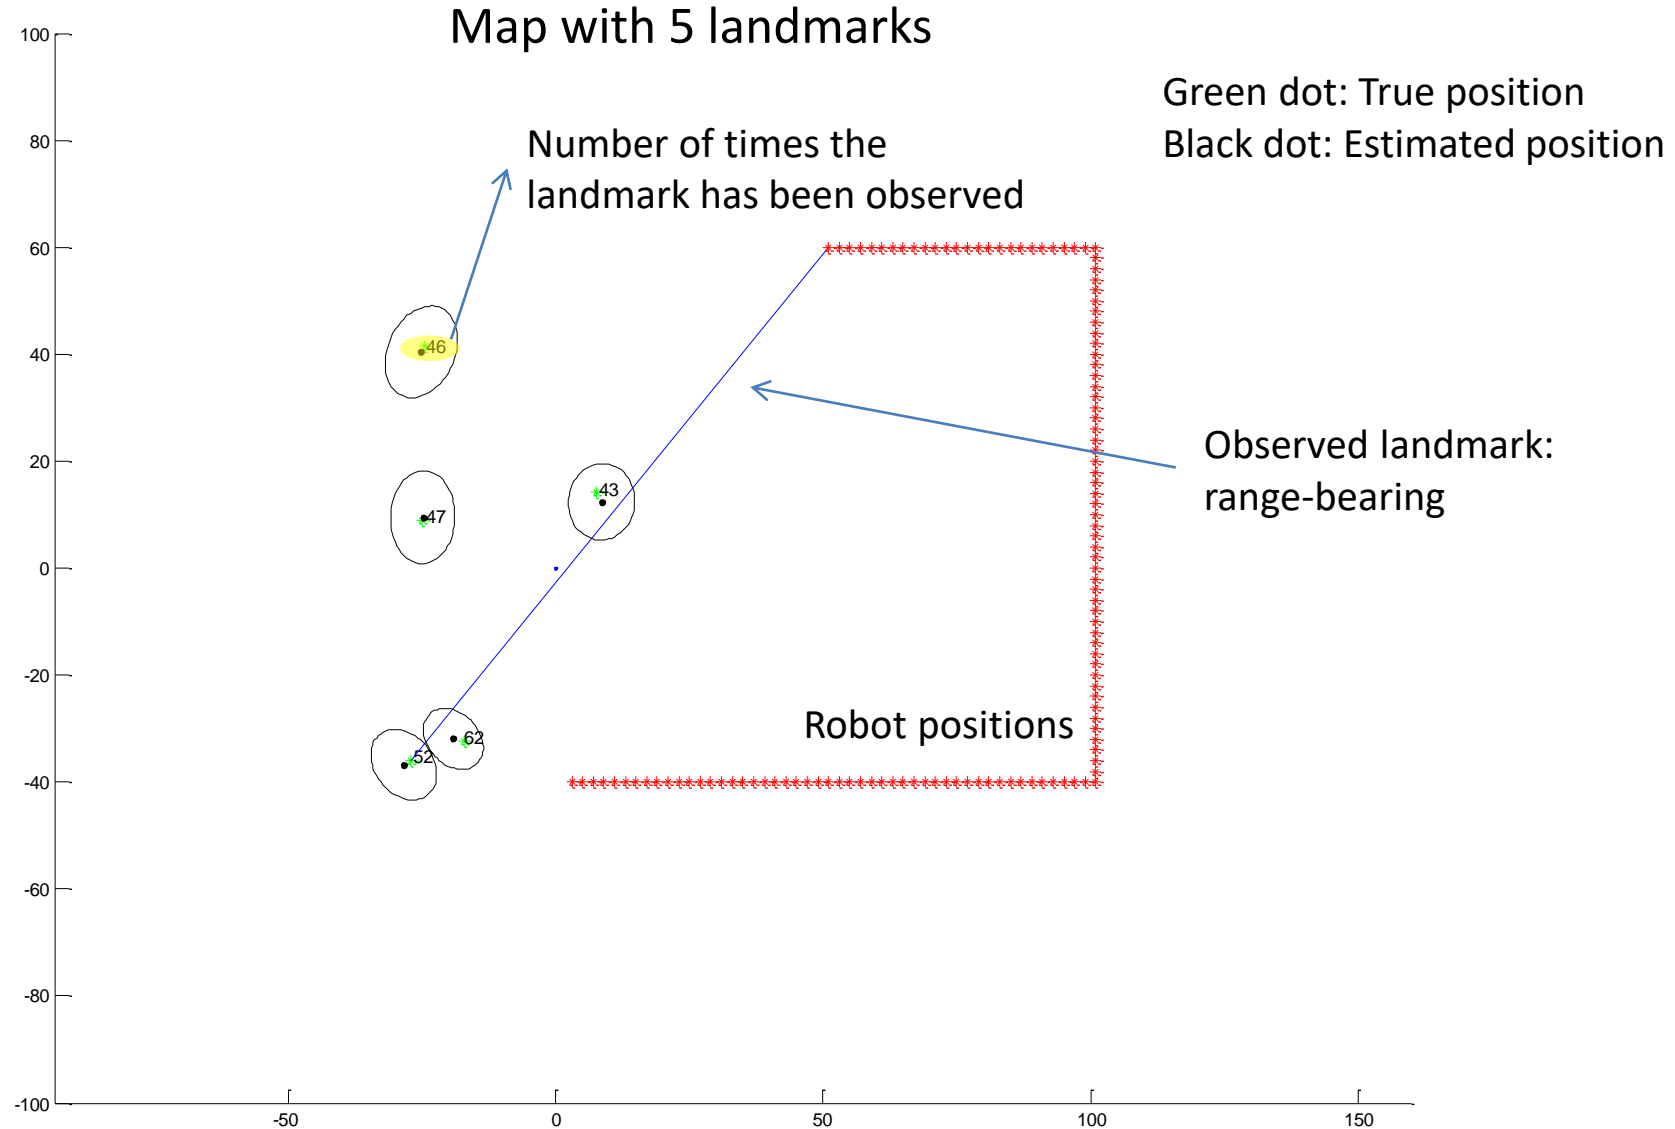 Map with 5 landmarks
100
Green dot: True position
80
Number of times the
Black dot: Estimated position
landmark has been observed
60
46
40
Observed landmark:
range-bearing
20
43
47
0
-20
Robot positions
62
52
-40
-60
-80
-100
-50
0
50
100
150